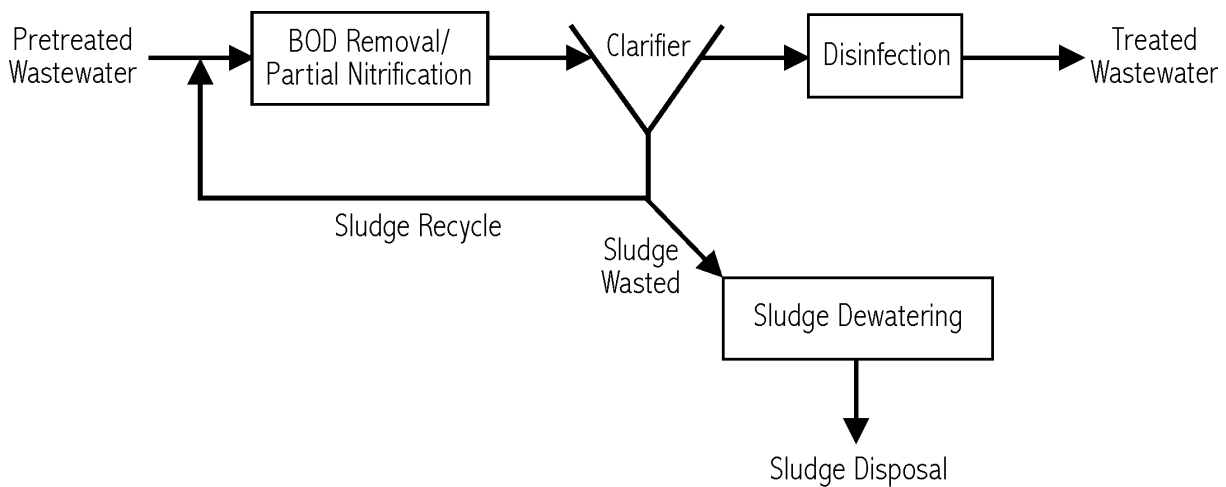 Pretreated
Wastewater
BOD Removal/
Partial Nitrification
Clarifier
Disinfection
Treated
Wastewater
Sludge Recycle
Sludge
Wasted
Sludge Dewatering
Sludge Disposal